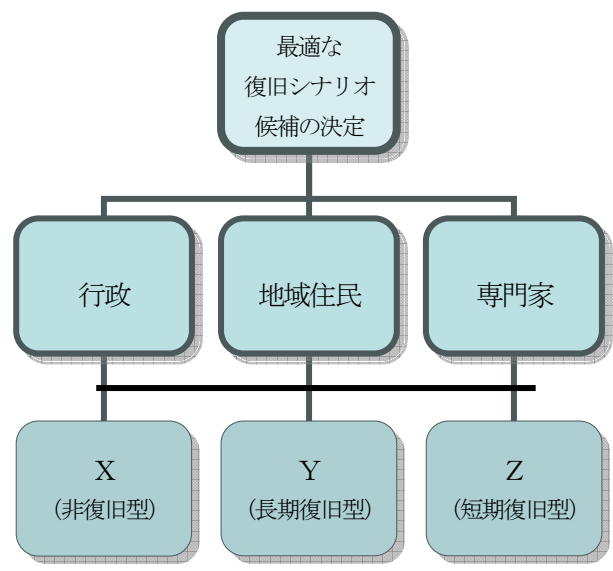 最適な
復旧シナリオ
候補の決定
行政
地域住民
専門家
X
(非復旧型)
Y
(長期復旧型)
Z
(短期復旧型)